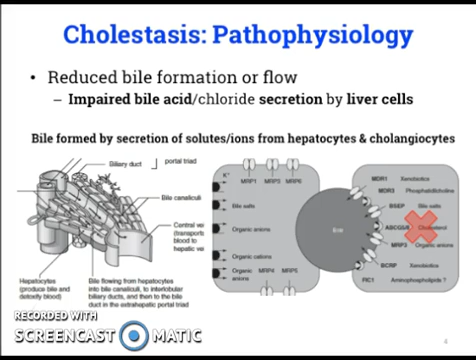 Cholestasis: Pathophysiology
• Reduced bile formation or flow
– Impaired bile acid/chloride secretion by liver cells
Bile formed by secretion of solutes/ions from hepatocytes & cholangiocytes
Biliary duct
portal triad
Bile canaliculi
Central ve
(transports
blood to
hepatic ve
Hepatocytes
(produce bile and
detoxify blood)
Bile flowing from hepatocytes
into bile canaliculi, to interlobular
biliary ducts, and then to the bile
duct in the extrahepatic portal triad
K⁺
MRP1 MRP3 MRP6
Bile salts
Organic anions
Organic cations
Organic anions
MRP4 MRP5
MDR1 Xenobiotics
MDR3 Phosphatidylcholine
BSEP Bile salts
ABCG5/8 Cholesterol
MRP2 Organic anions
BCRP Xenobiotics
FIC1 Aminophospholipids ?
RECORDED WITH
SCREENCAST MATIC
4